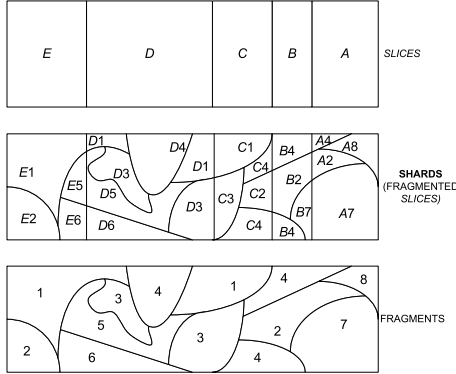 E D C B A SLICES
D1 D4 C1 B4 A4 A8
E1 D3 D1 C4 A2
E5 D5 C3 C2 B2 SHARDS
(FRAGMENTED
SLICES)
E2 E6 D6 D3 C4 B4 B7 A7
1 3 4 1 4 8
5 FRAGMENTS
2 6 3 4 2 7